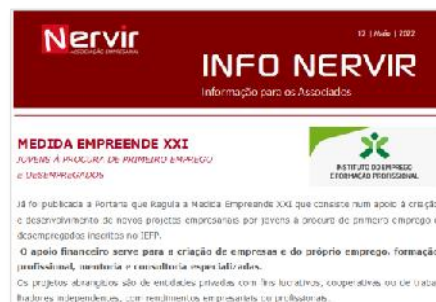 Nervir
ASSOCIAÇÃO EMPRESARIAL
12 | Maio | 2022
INFO NERVIR
Informação para os Associados
MEDIDA EMPREENDE XXI
JOVENS À PROCURA DE PRIMEIRO EMPREGO
e DESEMPREGADOS
INSTITUTO DO EMPREGO
E FORMAÇÃO PROFISSIONAL
Já foi publicada a Portaria que Regula a Medida Empreende XXI que consiste num apoio à criação
e desenvolvimento de novos projetos empresariais por jovens à procura de primeiro emprego e
desempregados inscritos no IEFP.
O apoio financeiro serve para a criação de empresas e do próprio emprego, formação
profissional, mentoria e consultoria especializadas.
Os projetos abrangidos são de entidades privadas com fins lucrativos, cooperativas ou de traba-
lhadores independentes, com rendimentos empresariais ou profissionais.